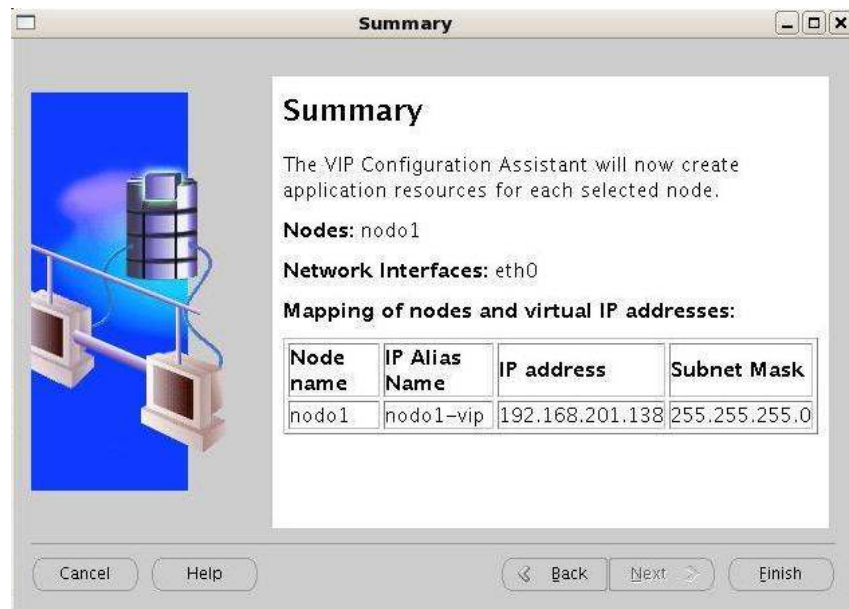 Summary
Summary
The VIP Configuration Assistant will now create
application resources for each selected node.
Nodes: nodo1
Network Interfaces: eth0
Mapping of nodes and virtual IP addresses:
Node name IP Alias Name IP address Subnet Mask
nodo1 nodo1-vip 192.168.201.138 255.255.255.0
Cancel Help Back Next Finish